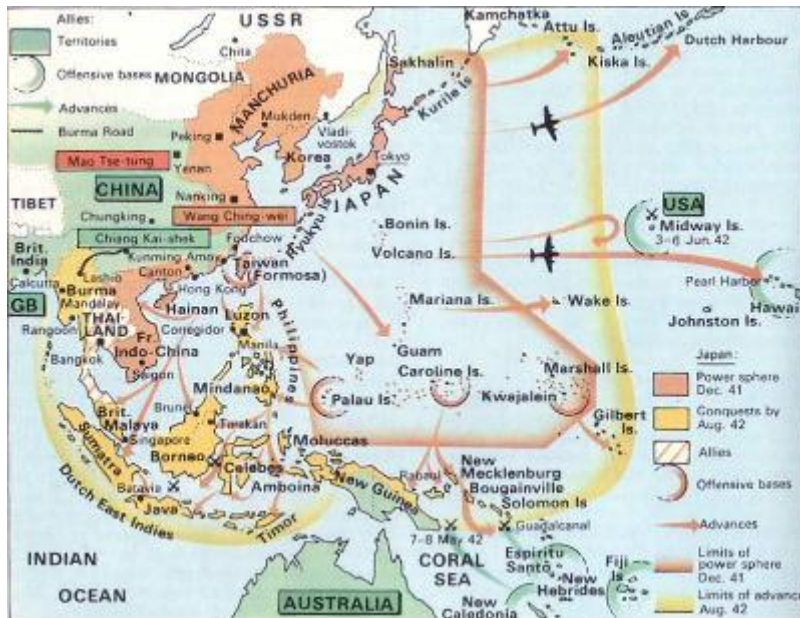 Allies:
Territories
Offensive bases
Advances
Burma Road
USSR
Chita
MONGOLIA
MANCHURIA
Mukden
Vladi-
vostok
Peking
Korea
Mao Tse-tung
Yenan
Tokyo
JAPAN
CHINA
Nanking
TIBET
Chungking
Wang Ching-wei
Chiang Kai-shek
Ryukyu Is
Brit.
India
Kunming
Amoy
Foochow
Taiwan
(Formosa)
Calcutta
Lashio
Canton
Burma
Hong Kong
GB
Mandalay
THAI-
LAND
Hainan
Rangoon
Fr.
Indo-China
Bangkok
Saigon
Luzon
Corregidor
Manila
Philippines
Mindanao
Brit.
Malaya
Brunei
Singapore
Tarakan
Sumatra
Borneo
Celebes
Moluccas
Batavia
Amboina
Java
Dutch East Indies
Timor
INDIAN
OCEAN
Kamchatka
Attu Is.
Aleutian Is
Dutch Harbour
Kiska Is.
Sakhalin
Kurile Is
Bonin Is.
Volcano Is.
USA
Midway Is.
3–6 Jun.42
Pearl Harbor
Hawaii
Mariana Is.
Wake Is.
Johnston Is.
Guam
Yap
Caroline Is.
Marshall Is.
Palau Is.
Kwajalein
Gilbert
Is.
New Guinea
Rabaul
New
Mecklenburg
Bougainville
Solomon Is
Guadalcanal
7–8 May 42
CORAL
SEA
Espiritu
Santo
New
Hebrides
Fiji
Is
New
Caledonia
AUSTRALIA
Japan:
Power sphere
Dec. 41
Conquests by
Aug. 42
Allies
Offensive bases
Advances
Limits of
power sphere
Dec. 41
Limits of advance
Aug. 42